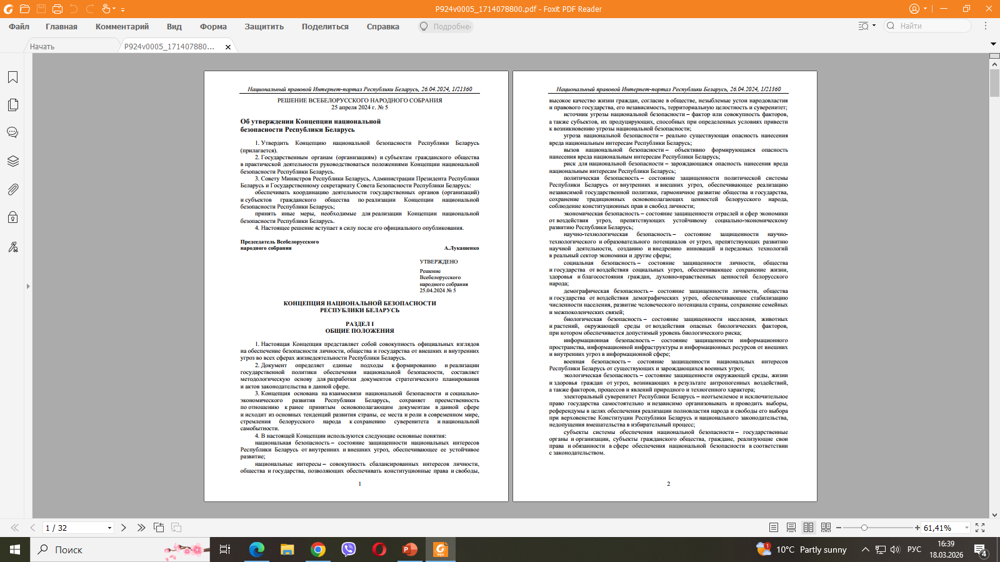 P924v0005_1714078800.pdf - Foxit PDF Reader
Файл Главная Комментарий Вид Форма Защитить Поделиться Справка Подробнее Найти
Начать P924v0005_171407880...
Национальный правовой Интернет-портал Республики Беларусь, 26.04.2024, 1/21360
РЕШЕНИЕ ВСЕБЕЛОРУССКОГО НАРОДНОГО СОБРАНИЯ
25 апреля 2024 г. № 5
Об утверждении Концепции национальной
безопасности Республики Беларусь
1. Утвердить Концепцию национальной безопасности Республики Беларусь
(прилагается).
2. Государственным органам (организациям) и субъектам гражданского общества
в практической деятельности руководствоваться положениями Концепции национальной
безопасности Республики Беларусь.
3. Совету Министров Республики Беларусь, Администрации Президента Республики
Беларусь и Государственному секретариату Совета Безопасности Республики Беларусь:
обеспечивать координацию деятельности государственных органов (организаций)
и субъектов гражданского общества по реализации Концепции национальной
безопасности Республики Беларусь;
принять иные меры, необходимые для реализации Концепции национальной
безопасности Республики Беларусь.
4. Настоящее решение вступает в силу после его официального опубликования.
Председатель Всебелорусского
народного собрания А.Лукашенко
УТВЕРЖДЕНО
Решение
Всебелорусского
народного собрания
25.04.2024 № 5
КОНЦЕПЦИЯ НАЦИОНАЛЬНОЙ БЕЗОПАСНОСТИ
РЕСПУБЛИКИ БЕЛАРУСЬ
РАЗДЕЛ I
ОБЩИЕ ПОЛОЖЕНИЯ
1. Настоящая Концепция представляет собой совокупность официальных взглядов
на обеспечение безопасности личности, общества и государства от внешних и внутренних
угроз во всех сферах жизнедеятельности Республики Беларусь.
2. Документ определяет единые подходы к формированию и реализации
государственной политики обеспечения национальной безопасности, составляет
методологическую основу для разработки документов стратегического планирования
и актов законодательства в данной сфере.
3. Концепция основана на взаимосвязи национальной безопасности и социально-
экономического развития Республики Беларусь, сохраняет преемственность
по отношению к ранее принятым основополагающим документам в данной сфере
и исходит из основных тенденций развития страны, ее места и роли в современном мире,
стремления белорусского народа к сохранению суверенитета и национальной
самобытности.
4. В настоящей Концепции используются следующие основные понятия:
национальная безопасность – состояние защищенности национальных интересов
Республики Беларусь от внутренних и внешних угроз, обеспечивающее ее устойчивое
развитие;
национальные интересы – совокупность сбалансированных интересов личности,
общества и государства, позволяющих обеспечивать конституционные права и свободы,
1
Национальный правовой Интернет-портал Республики Беларусь, 26.04.2024, 1/21360
высокое качество жизни граждан, согласие в обществе, незыблемые устои народовластия
и правового государства, его независимость, территориальную целостность и суверенитет;
источник угрозы национальной безопасности – фактор или совокупность факторов,
а также субъектов, их продуцирующих, способных при определенных условиях привести
к возникновению угрозы национальной безопасности;
угроза национальной безопасности – реально существующая опасность нанесения
вреда национальным интересам Республики Беларусь;
вызов национальной безопасности – объективно формирующаяся опасность
нанесения вреда национальным интересам Республики Беларусь;
риск для национальной безопасности – зарождающаяся опасность нанесения вреда
национальным интересам Республики Беларусь;
политическая безопасность – состояние защищенности политической системы
Республики Беларусь от внутренних и внешних угроз, обеспечивающее реализацию
независимой государственной политики, гармоничное развитие общества и государства,
сохранение традиционных основополагающих ценностей белорусского народа,
соблюдение конституционных прав и свобод личности;
экономическая безопасность – состояние защищенности отраслей и сфер экономики
от воздействия угроз, препятствующих устойчивому социально-экономическому
развитию Республики Беларусь;
научно-технологическая безопасность – состояние защищенности научно-
технологического и образовательного потенциалов от угроз, препятствующих развитию
научной деятельности, созданию и внедрению инноваций и передовых технологий
в реальный сектор экономики и другие сферы;
социальная безопасность – состояние защищенности личности, общества
и государства от воздействия социальных угроз, обеспечивающее сохранение жизни,
здоровья и благосостояния граждан, духовно-нравственных ценностей белорусского
народа;
демографическая безопасность – состояние защищенности личности, общества
и государства от воздействия демографических угроз, обеспечивающее стабилизацию
численности населения, развитие человеческого потенциала страны, сохранение семейных
и межпоколенческих связей;
биологическая безопасность – состояние защищенности населения, животных
и растений, окружающей среды от воздействия опасных биологических факторов,
при котором обеспечивается допустимый уровень биологического риска;
информационная безопасность – состояние защищенности информационного
пространства, информационной инфраструктуры и информационных ресурсов от внешних
и внутренних угроз в информационной сфере;
военная безопасность – состояние защищенности национальных интересов
Республики Беларусь от существующих и зарождающихся военных угроз;
экологическая безопасность – состояние защищенности окружающей среды, жизни
и здоровья граждан от угроз, возникающих в результате антропогенных воздействий,
а также факторов, процессов и явлений природного и техногенного характера;
электоральный суверенитет Республики Беларусь – неотъемлемое и исключительное
право государства самостоятельно и независимо организовывать и проводить выборы,
референдумы в целях обеспечения реализации полновластия народа и свободы его выбора
при верховенстве Конституции Республики Беларусь и национального законодательства,
недопущения вмешательства в избирательный процесс;
субъекты системы обеспечения национальной безопасности – государственные
органы и организации, субъекты гражданского общества, граждане, реализующие свои
права и обязанности в сфере обеспечения национальной безопасности в соответствии
с законодательством.
2
1 / 32 61,41%
Поиск 10°C Partly sunny РУС 16:39
18.03.2026 4